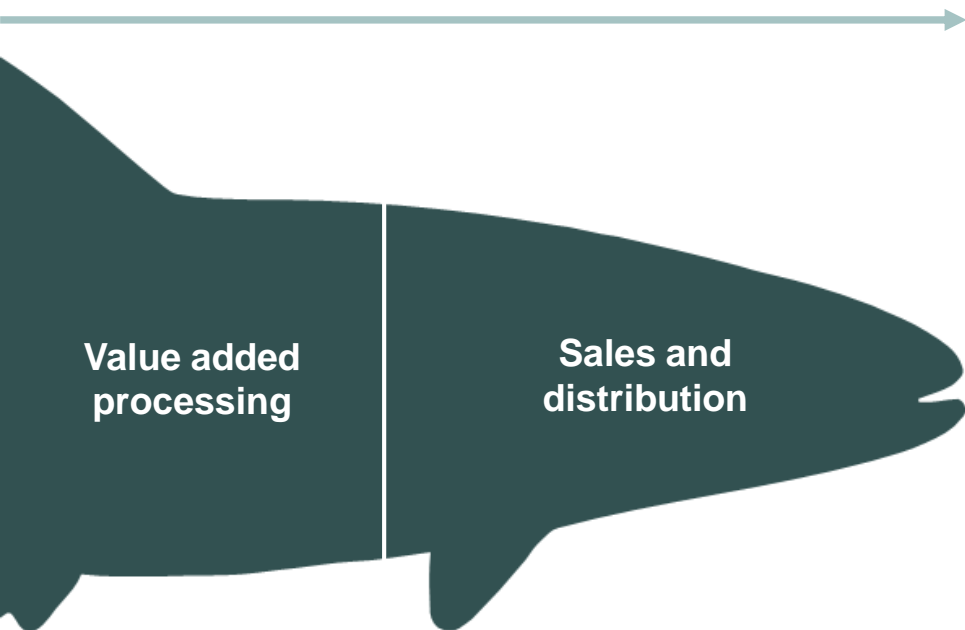 Value added
processing
Sales and
distribution